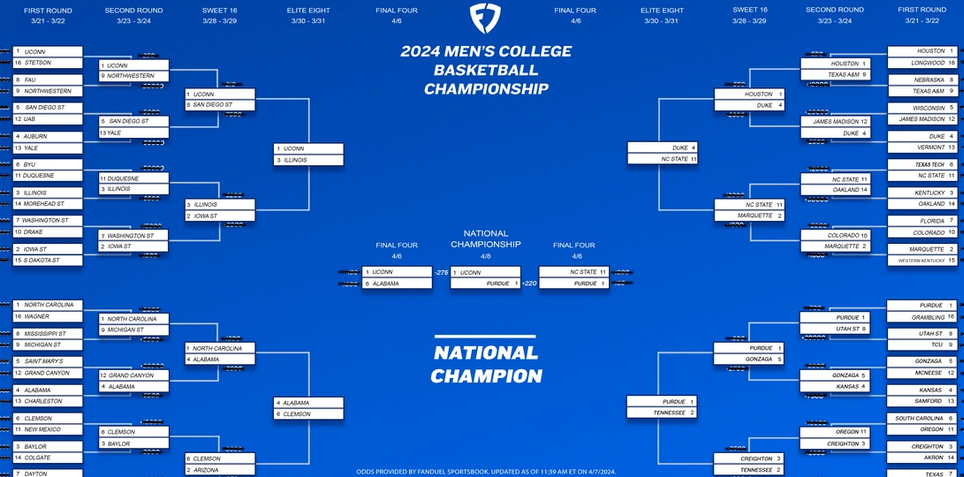 FIRST ROUND
3/21 - 3/22
SECOND ROUND
3/23 - 3/24
SWEET 16
3/28 - 3/29
ELITE EIGHT
3/30 - 3/31
FINAL FOUR
4/6
FINAL FOUR
4/6
ELITE EIGHT
3/30 - 3/31
SWEET 16
3/28 - 3/29
SECOND ROUND
3/23 - 3/24
FIRST ROUND
3/21 - 3/22
2024 MEN'S COLLEGE
BASKETBALL
CHAMPIONSHIP
1 UCONN
16 STETSON
8 FAU
9 NORTHWESTERN
5 SAN DIEGO ST
12 UAB
4 AUBURN
13 YALE
6 BYU
11 DUQUESNE
3 ILLINOIS
14 MOREHEAD ST
7 WASHINGTON ST
10 DRAKE
2 IOWA ST
15 S DAKOTA ST
1 UCONN
9 NORTHWESTERN
5 SAN DIEGO ST
13 YALE
11 DUQUESNE
3 ILLINOIS
7 WASHINGTON ST
2 IOWA ST
1 UCONN
5 SAN DIEGO ST
3 ILLINOIS
2 IOWA ST
1 UCONN
3 ILLINOIS
DUKE 4
NC STATE 11
HOUSTON 1
DUKE 4
NC STATE 11
MARQUETTE 2
HOUSTON 1
TEXAS A&M 9
JAMES MADISON 12
DUKE 4
NC STATE 11
OAKLAND 14
COLORADO 10
MARQUETTE 2
HOUSTON 1
LONGWOOD 16
NEBRASKA 8
TEXAS A&M 9
WISCONSIN 5
JAMES MADISON 12
DUKE 4
VERMONT 13
TEXAS TECH 6
NC STATE 11
KENTUCKY 3
OAKLAND 14
FLORIDA 7
COLORADO 10
MARQUETTE 2
WESTERN KENTUCKY 15
FINAL FOUR
4/6
NATIONAL
CHAMPIONSHIP
4/8
FINAL FOUR
4/6
1 UCONN
6 ALABAMA
-275
1 UCONN
PURDUE 1
+220
NC STATE 11
PURDUE 1
NATIONAL
CHAMPION
1 NORTH CAROLINA
16 WAGNER
8 MISSISSIPPI ST
9 MICHIGAN ST
5 SAINT MARY'S
12 GRAND CANYON
4 ALABAMA
13 CHARLESTON
6 CLEMSON
11 NEW MEXICO
3 BAYLOR
14 COLGATE
7 DAYTON
1 NORTH CAROLINA
9 MICHIGAN ST
12 GRAND CANYON
4 ALABAMA
6 CLEMSON
3 BAYLOR
1 NORTH CAROLINA
4 ALABAMA
6 CLEMSON
2 ARIZONA
4 ALABAMA
6 CLEMSON
PURDUE 1
TENNESSEE 2
PURDUE 1
GONZAGA 5
CREIGHTON 3
TENNESSEE 2
PURDUE 1
UTAH ST 8
GONZAGA 5
KANSAS 4
OREGON 11
CREIGHTON 3
PURDUE 1
GRAMBLING 16
UTAH ST 8
TCU 9
GONZAGA 5
MCNEESE 12
KANSAS 4
SAMFORD 13
SOUTH CAROLINA 6
OREGON 11
CREIGHTON 3
AKRON 14
TEXAS 7
ODDS PROVIDED BY FANDUEL SPORTSBOOK. UPDATED AS OF 11:39 AM ET ON 4/7/2024.